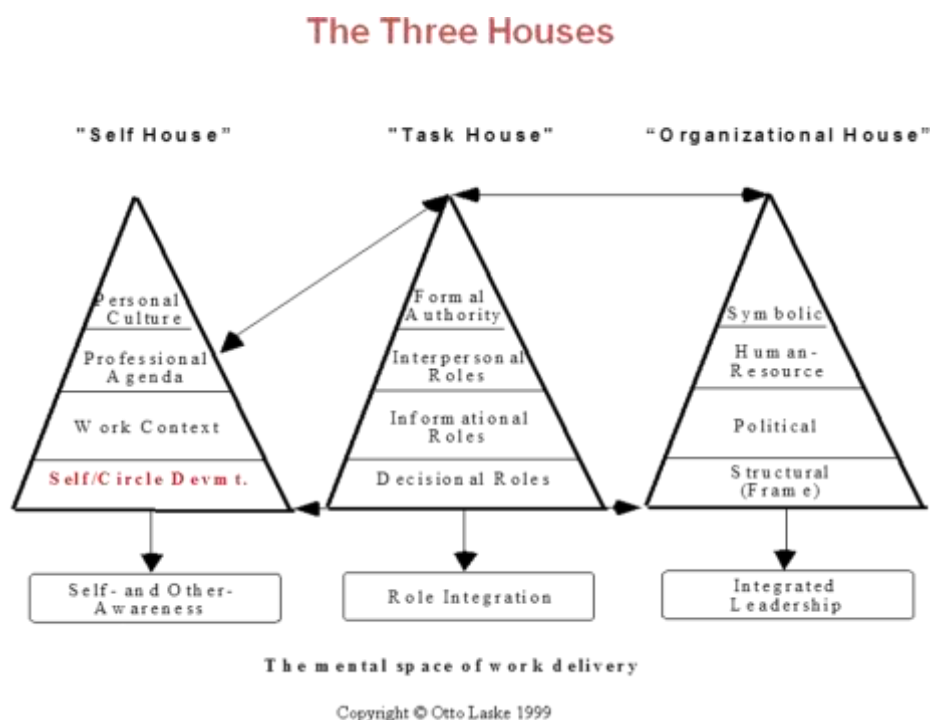 The Three Houses
"Self House"
"Task House"
“Organizational House"
Personal
Culture
Professional
Agenda
Work Context
Self/Circle Devmt.
Formal
Authority
Interpersonal
Roles
Informational
Roles
Decisional Roles
Symbolic
Human-
Resource
Political
Structural
(Frame)
Self- and Other-
Awareness
Role Integration
Integrated
Leadership
The mental space of work delivery
Copyright © Otto Laske 1999